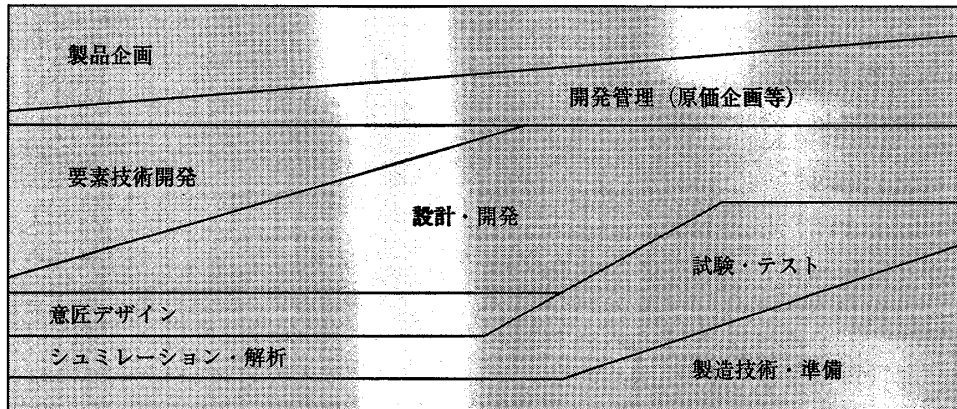 製品企画
開発管理（原価企画等）
要素技術開発
設計・開発
試験・テスト
意匠デザイン
シュミレーション・解析
製造技術・準備